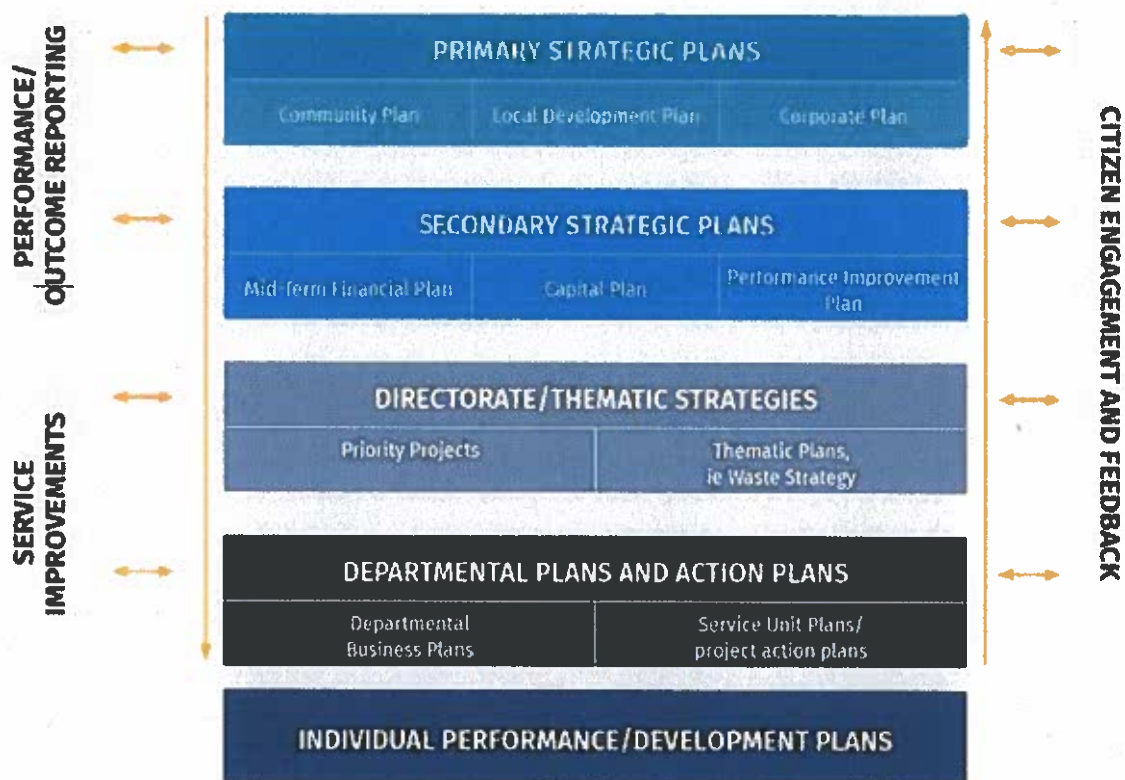 PERFORMANCE/
OUTCOME REPORTING
SERVICE
IMPROVEMENTS
PRIMARY STRATEGIC PLANS
Community Plan
Local Development Plan
Corporate Plan
SECONDARY STRATEGIC PLANS
Mid-Term Financial Plan
Capital Plan
Performance Improvement
Plan
DIRECTORATE/THEMATIC STRATEGIES
Priority Projects
Thematic Plans,
ie Waste Strategy
DEPARTMENTAL PLANS AND ACTION PLANS
Departmental
Business Plans
Service Unit Plans/
project action plans
INDIVIDUAL PERFORMANCE/DEVELOPMENT PLANS
CITIZEN ENGAGEMENT AND FEEDBACK